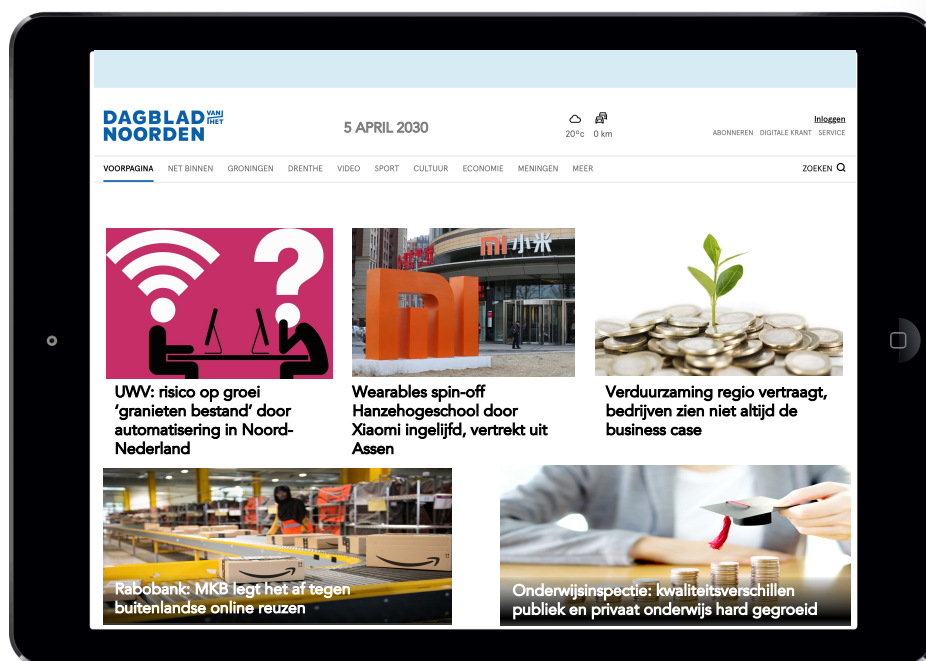 DAGBLAD VAN HET
NOORDEN
5 APRIL 2030
20°c 0 km
Inloggen
ABONNEREN DIGITALE KRANT SERVICE
VOORPAGINA NET BINNEN GRONINGEN DRENTHE VIDEO SPORT CULTUUR ECONOMIE MENINGEN MEER ZOEKEN
小米
UWV: risico op groei
‘granieten bestand’ door
automatisering in Noord-
Nederland
Wearables spin-off
Hanzehogeschool door
Xiaomi ingelijfd, vertrekt uit
Assen
Verduurzaming regio vertraagt,
bedrijven zien niet altijd de
business case
Rabobank: MKB legt het af tegen
buitenlandse online reuzen
Onderwijsinspectie: kwaliteitsverschillen
publiek en privaat onderwijs hard gegroeid